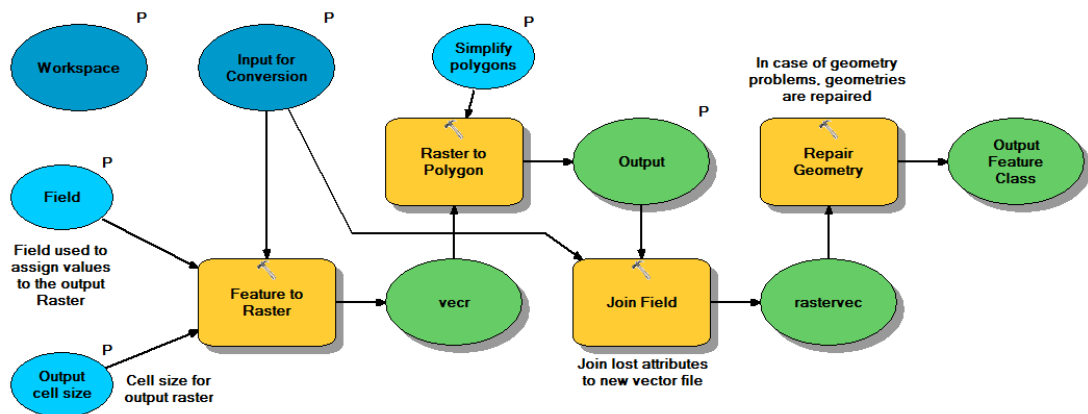 P
Workspace
P
Input for
Conversion
P
Simplify
polygons
In case of geometry
problems, geometries
are repaired
P
Raster to
Polygon
Output
Repair
Geometry
Output
Feature
Class
P
Field
Field used to
assign values
to the output
Raster
Feature to
Raster
vecr
Join Field
rastervec
P
Output
cell size
Cell size for
output raster
Join lost attributes
to new vector file